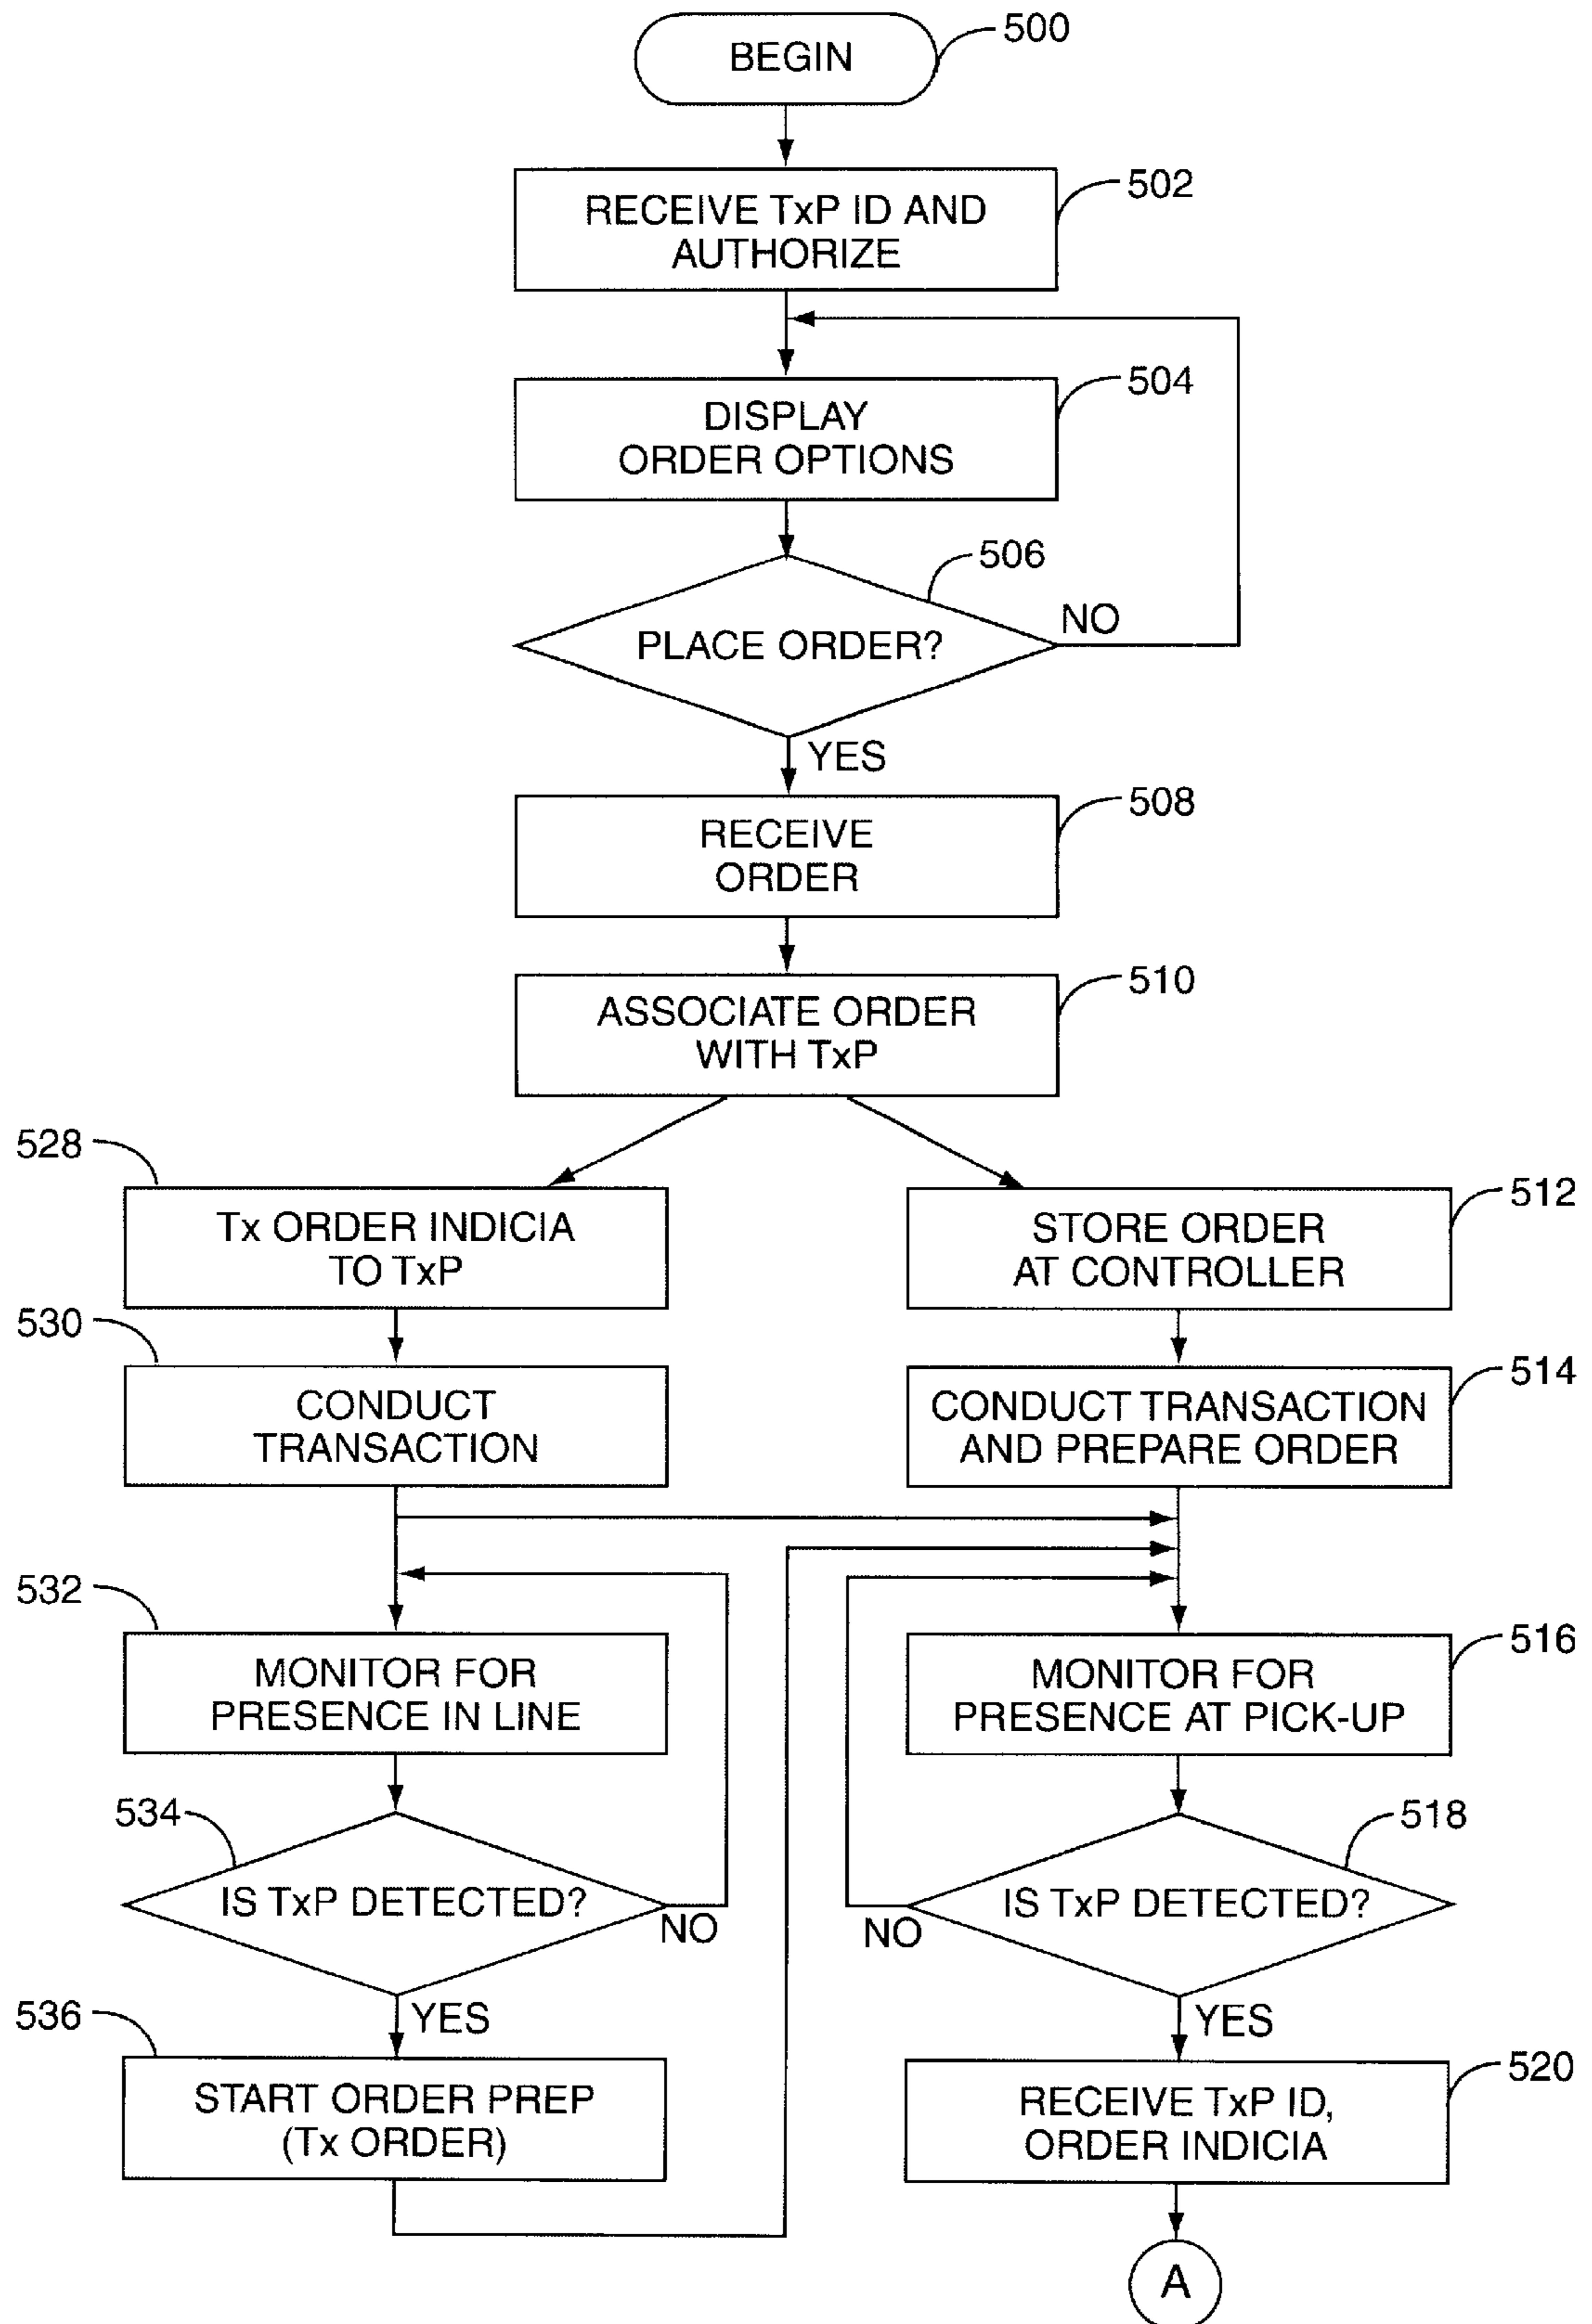 BEGIN
500
RECEIVE TxP ID AND
AUTHORIZE
502
DISPLAY
ORDER OPTIONS
504
PLACE ORDER?
506
NO
YES
RECEIVE
ORDER
508
ASSOCIATE ORDER
WITH TxP
510
528
Tx ORDER INDICIA
TO TxP
STORE ORDER
AT CONTROLLER
512
530
CONDUCT
TRANSACTION
CONDUCT TRANSACTION
AND PREPARE ORDER
514
532
MONITOR FOR
PRESENCE IN LINE
MONITOR FOR
PRESENCE AT PICK-UP
516
534
IS TxP DETECTED?
NO
YES
518
IS TxP DETECTED?
NO
YES
536
START ORDER PREP
(Tx ORDER)
RECEIVE TxP ID,
ORDER INDICIA
520
A